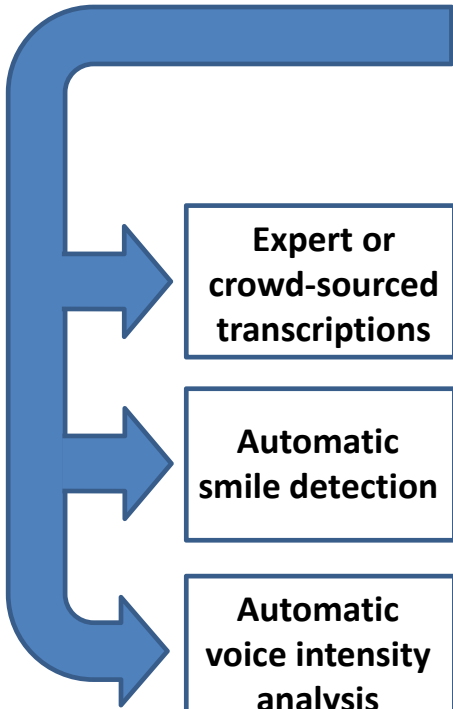 Expert or
crowd-sourced
transcriptions
Automatic
smile detection
Automatic
voice intensity
analysis